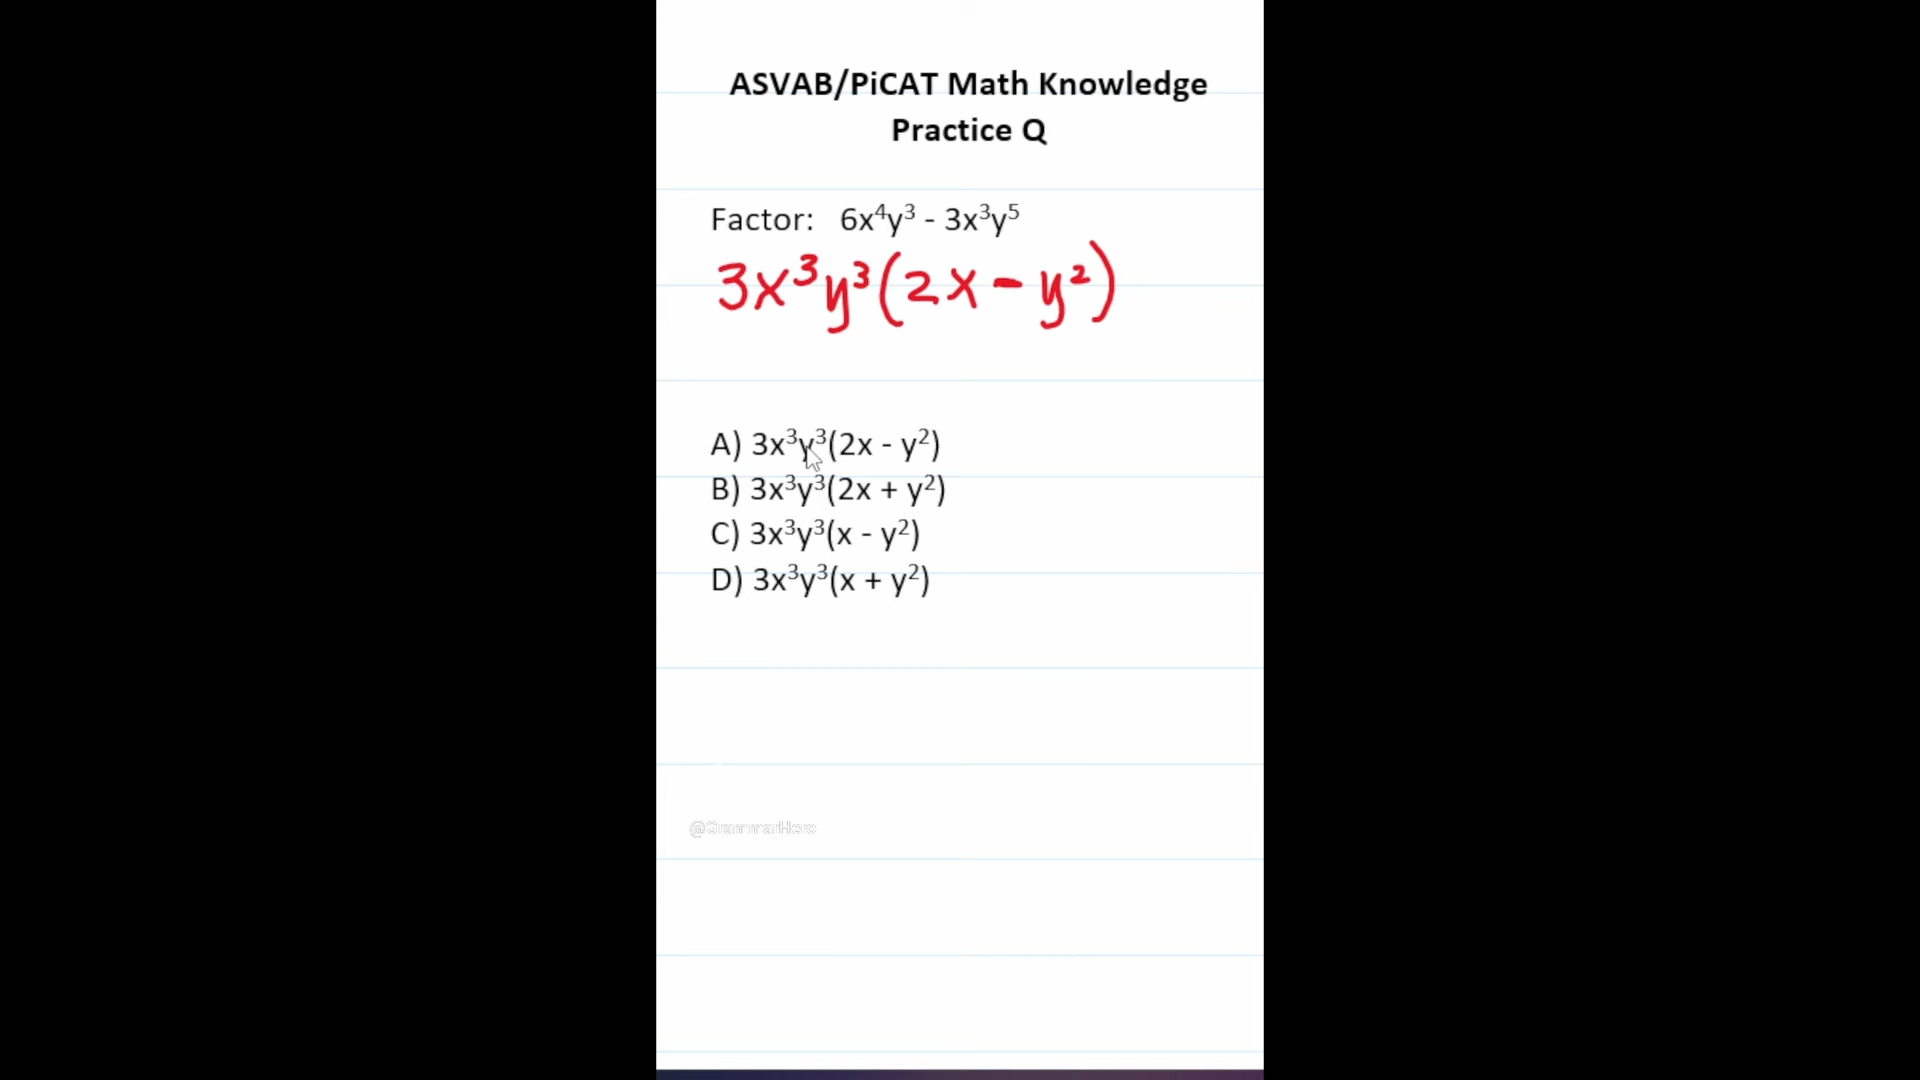 ASVAB/PiCAT Math Knowledge
Practice Q
Factor: 6x⁴y³ - 3x³y⁵
3x³y³(2x - y²)
A) 3x³y³(2x - y²)
B) 3x³y³(2x + y²)
C) 3x³y³(x - y²)
D) 3x³y³(x + y²)
@GrammarHero